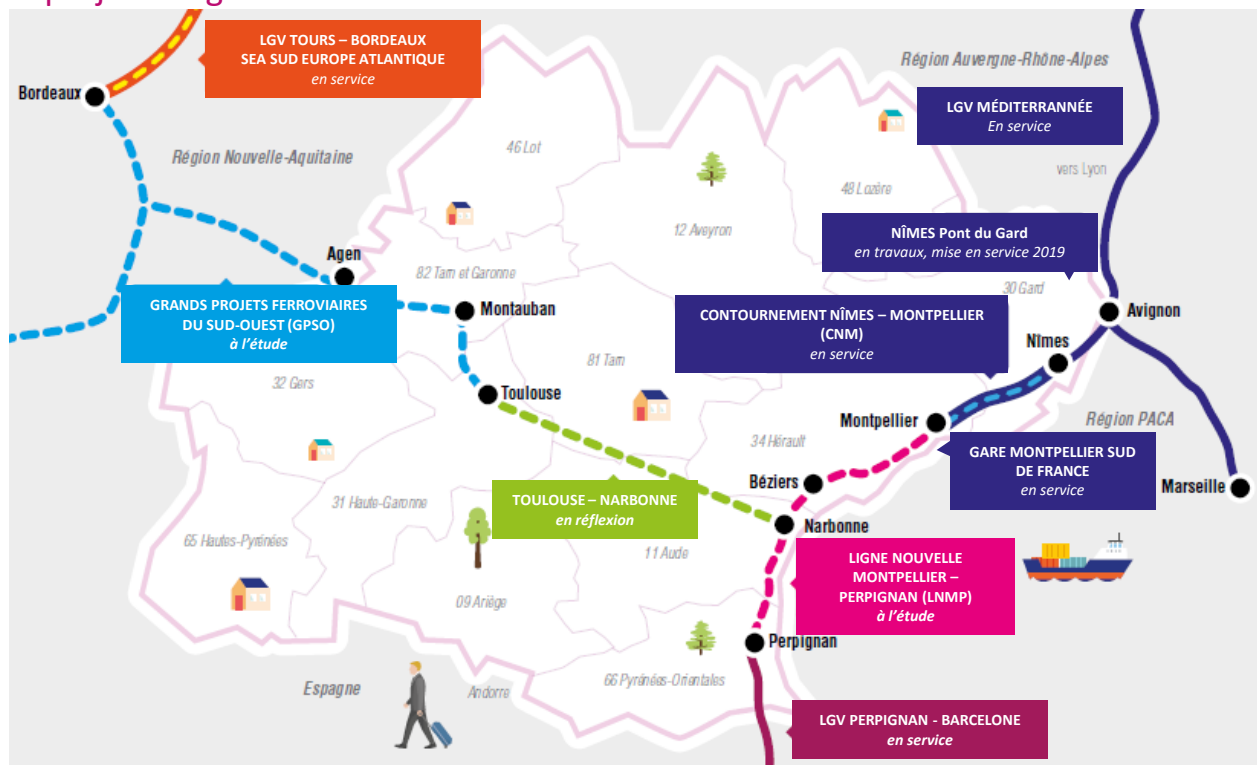 LGV TOURS – BORDEAUX
SEA SUD EUROPE ATLANTIQUE
en service
Région Auvergne-Rhône-Alpes
Bordeaux
LGV MÉDITERRANNÉE
En service
46 Lot
Région Nouvelle-Aquitaine
vers Lyon
48 Lozère
12 Aveyron
NÎMES Pont du Gard
en travaux, mise en service 2019
Agen
82 Tarn et Garonne
30 Gard
GRANDS PROJETS FERROVIAIRES
DU SUD-OUEST (GPSO)
à l’étude
Montauban
CONTOURNEMENT NÎMES – MONTPELLIER
(CNM)
en service
Avignon
Nîmes
81 Tarn
32 Gers
Toulouse
Montpellier
Région PACA
34 Hérault
GARE MONTPELLIER SUD
DE FRANCE
en service
Béziers
Marseille
TOULOUSE – NARBONNE
en réflexion
31 Haute-Garonne
Narbonne
65 Hautes-Pyrénées
11 Aude
LIGNE NOUVELLE
MONTPELLIER –
PERPIGNAN (LNMP)
à l’étude
09 Ariège
Perpignan
66 Pyrénées-Orientales
Espagne
Andorre
LGV PERPIGNAN - BARCELONE
en service